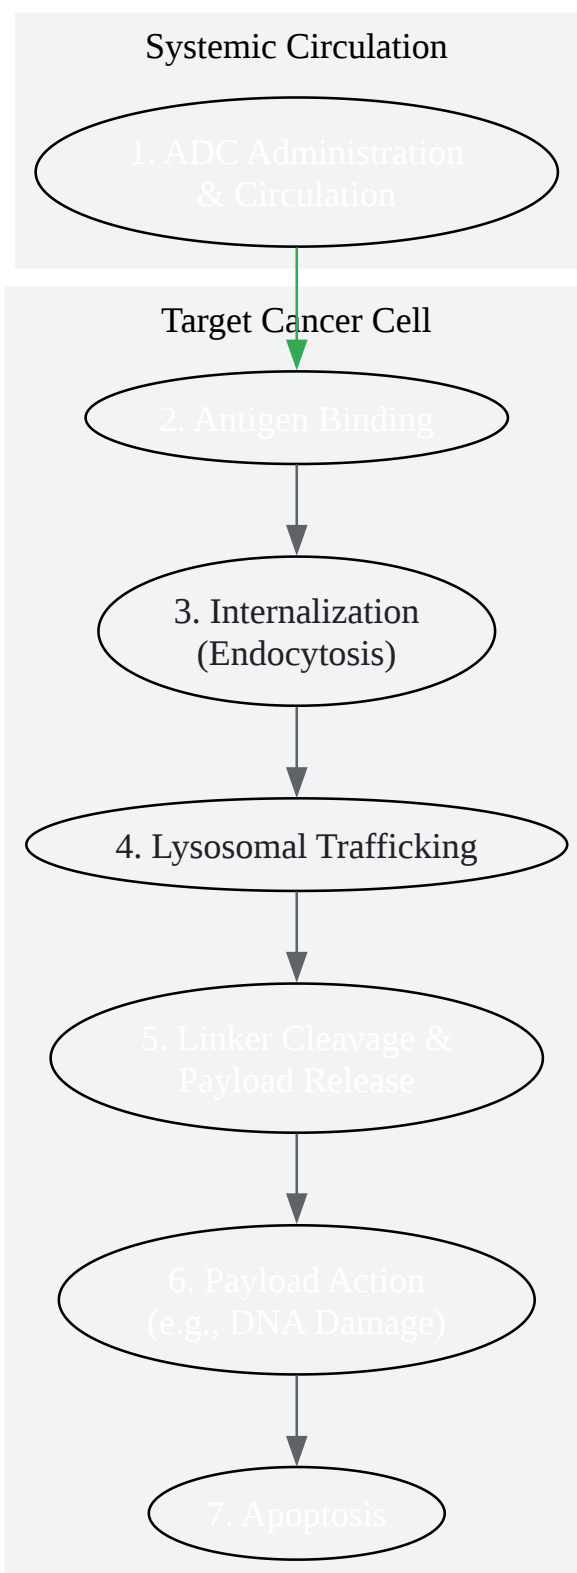 Systemic Circulation
1. ADC Administration
& Circulation
Target Cancer Cell
2. Antigen Binding
3. Internalization
(Endocytosis)
4. Lysosomal Trafficking
5. Linker Cleavage &
Payload Release
6. Payload Action
(e.g., DNA Damage)
7. Apoptosis